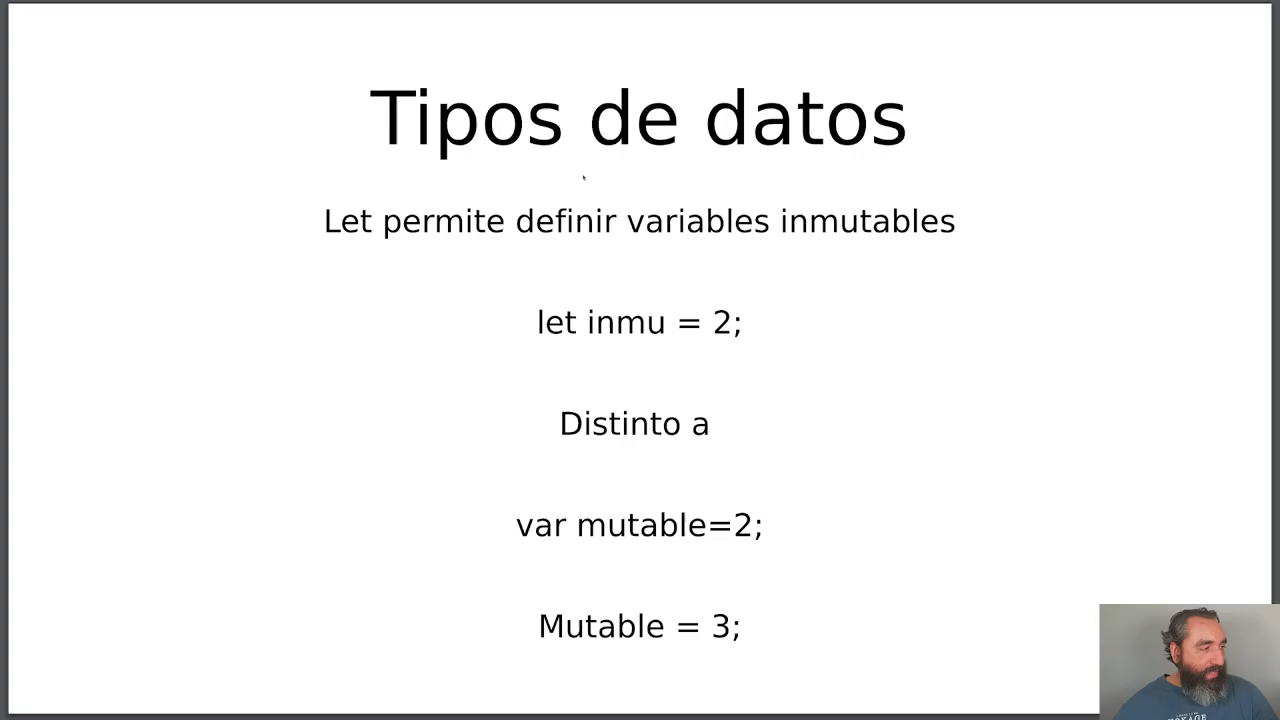 Tipos de datos
Let permite definir variables inmutables
let inmu = 2;
Distinto a
var mutable=2;
Mutable = 3;